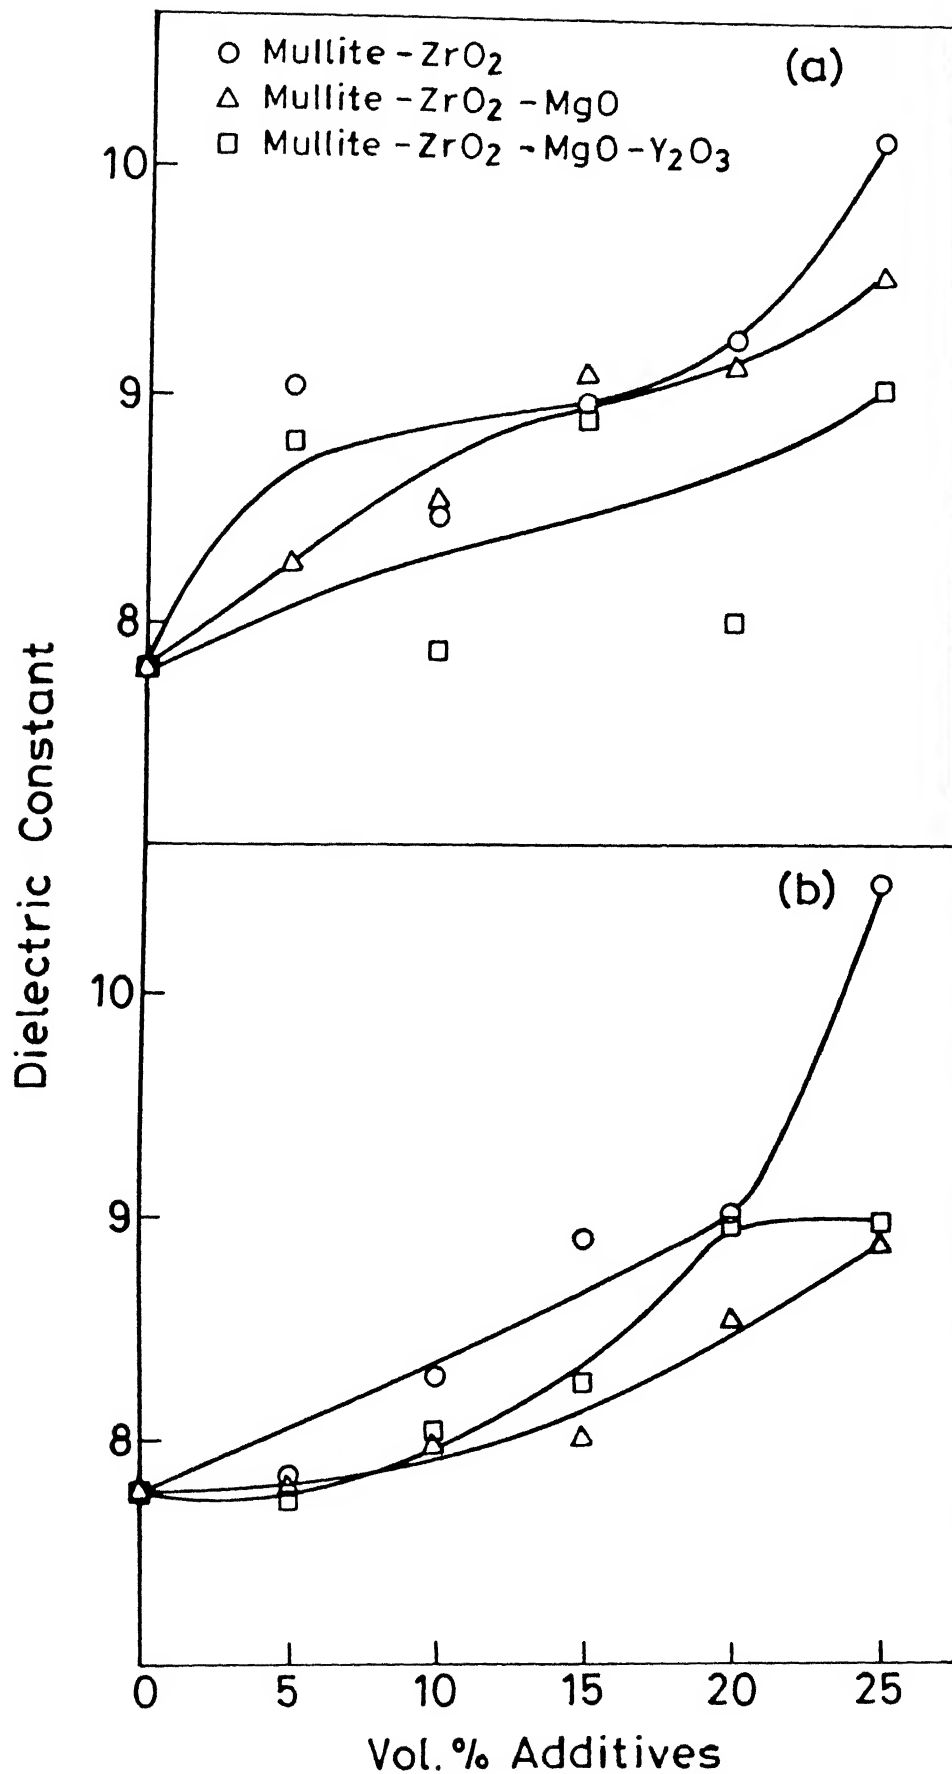 ○ Mullite – ZrO₂
(a)
△ Mullite – ZrO₂ – MgO
□ Mullite – ZrO₂ – MgO – Y₂O₃
10
9
8
Dielectric Constant
(b)
10
9
8
0 5 10 15 20 25
Vol. % Additives